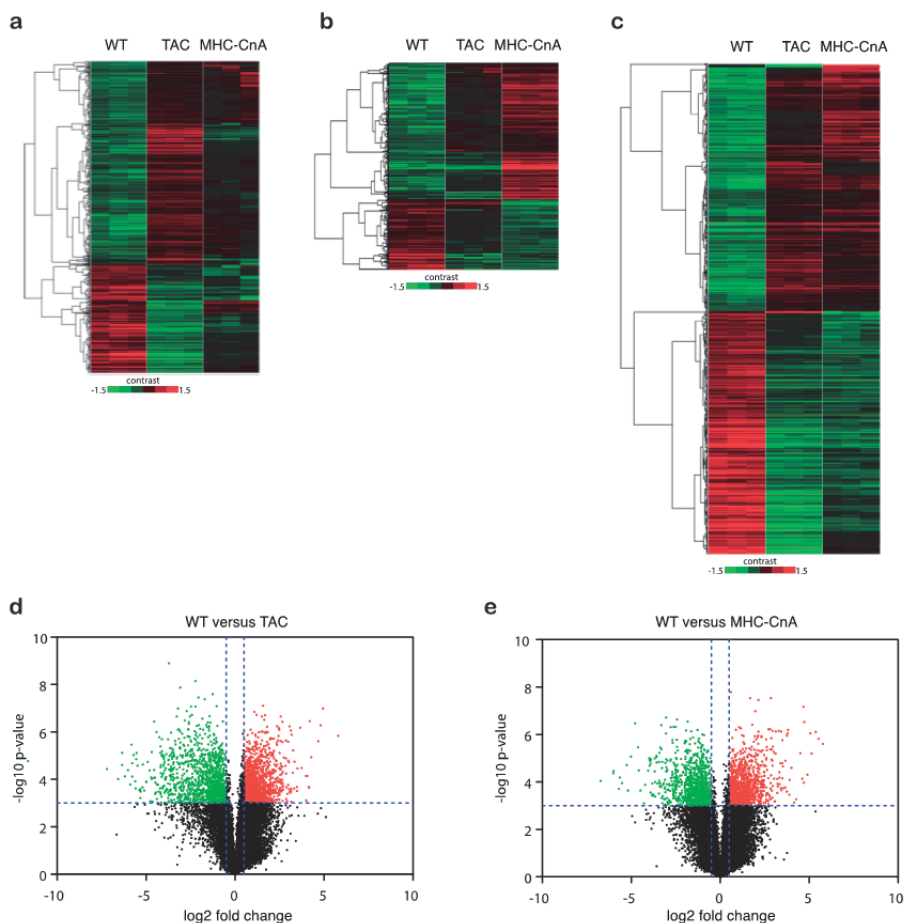 a
WT TAC MHC-CnA
contrast
-1.5 1.5
b
WT TAC MHC-CnA
contrast
-1.5 1.5
c
WT TAC MHC-CnA
contrast
-1.5 1.5
d
WT versus TAC
10
8
6
4
2
0
-log10 p-value
-10 -5 0 5 10
log2 fold change
e
WT versus MHC-CnA
10
8
6
4
2
0
-log10 p-value
-10 -5 0 5 10
log2 fold change